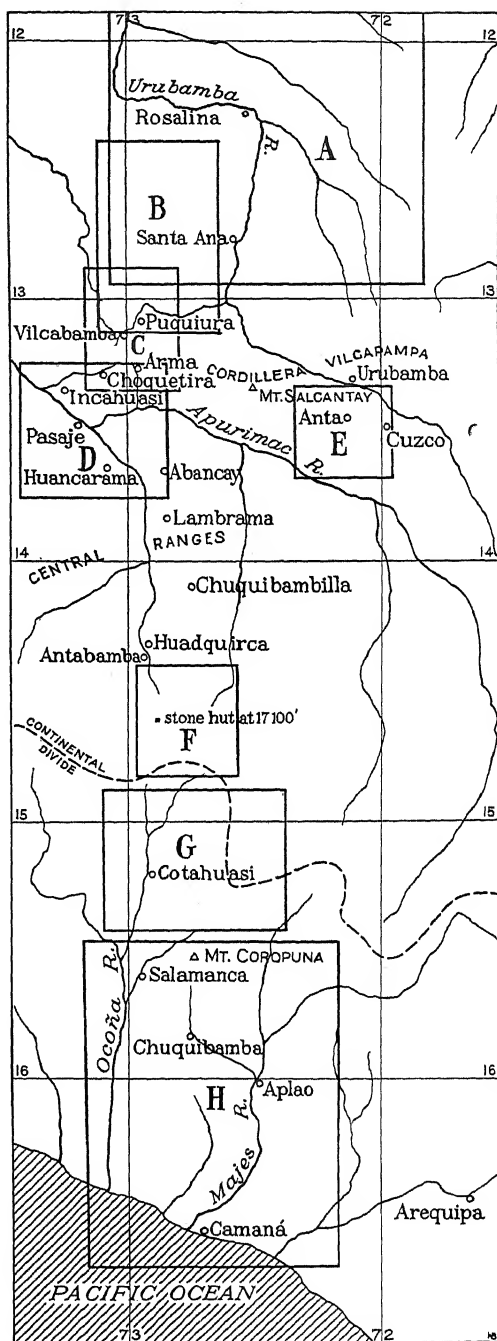 73 72
12 12
Urubamba
Rosalina
R.
A
B
Santa Ana
13 13
Puquiura
Vilcabamba
C
Arma
CORDILLERA VILCAPAMPA
Choquetira
Urubamba
MT. SALCANTAY
Incahuasi
Anta
Apurimac R.
E
Cuzco
Pasaje
D
Huancarama
Abancay
Lambrama
14 14
CENTRAL RANGES
Chuquibambilla
Huadquirca
Antabamba
stone hut at 17100'
F
CONTINENTAL
DIVIDE
15 15
G
Cotahuasi
MT. COROPUNA
Salamanca
Ocoña R.
Chuquibamba
16 16
Aplao
H
Majes R.
Arequipa
Camaná
PACIFIC OCEAN
73 72